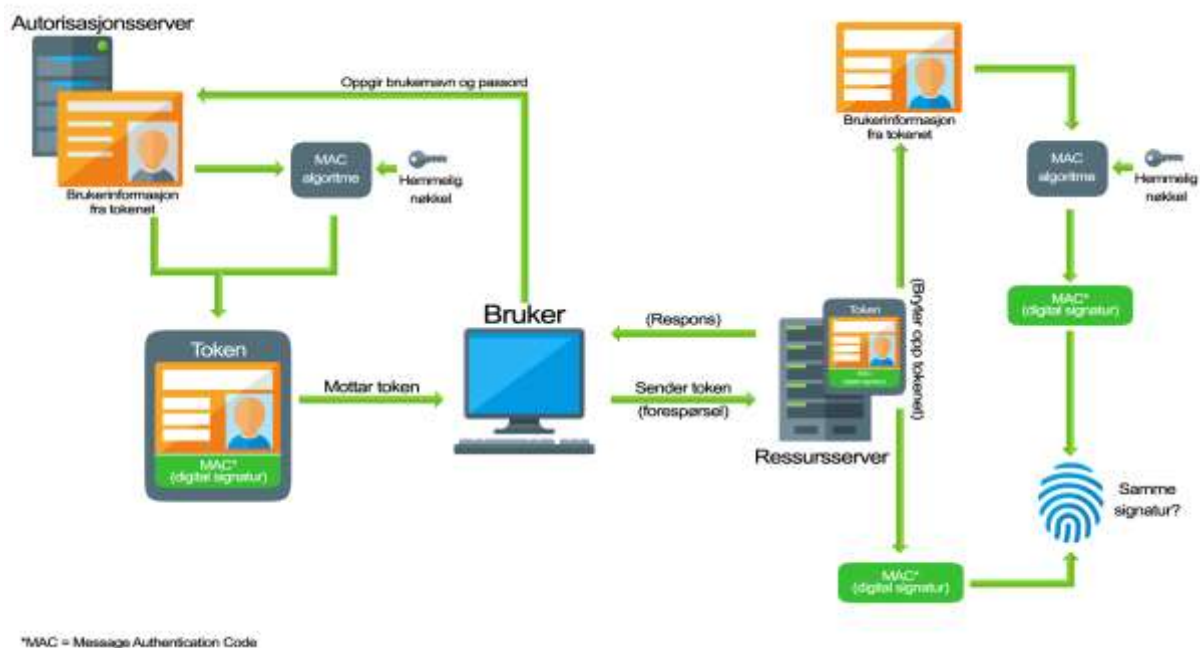 Autorisasjonsserver
Oppgir brukernavn og passord
MAC
algoritme
Hemmelig
nøkkel
Brukerinformasjon
fra tokenet
Token
MAC*
(digital signatur)
Mottar token
Bruker
(Respons)
Sender token
(forespørsel)
Token
Ressursserver
(Bryter opp tokenet)
Brukerinformasjon
fra tokenet
MAC
algoritme
Hemmelig
nøkkel
MAC*
(digital signatur)
Samme
signatur?
MAC*
(digital signatur)
*MAC = Message Authentication Code